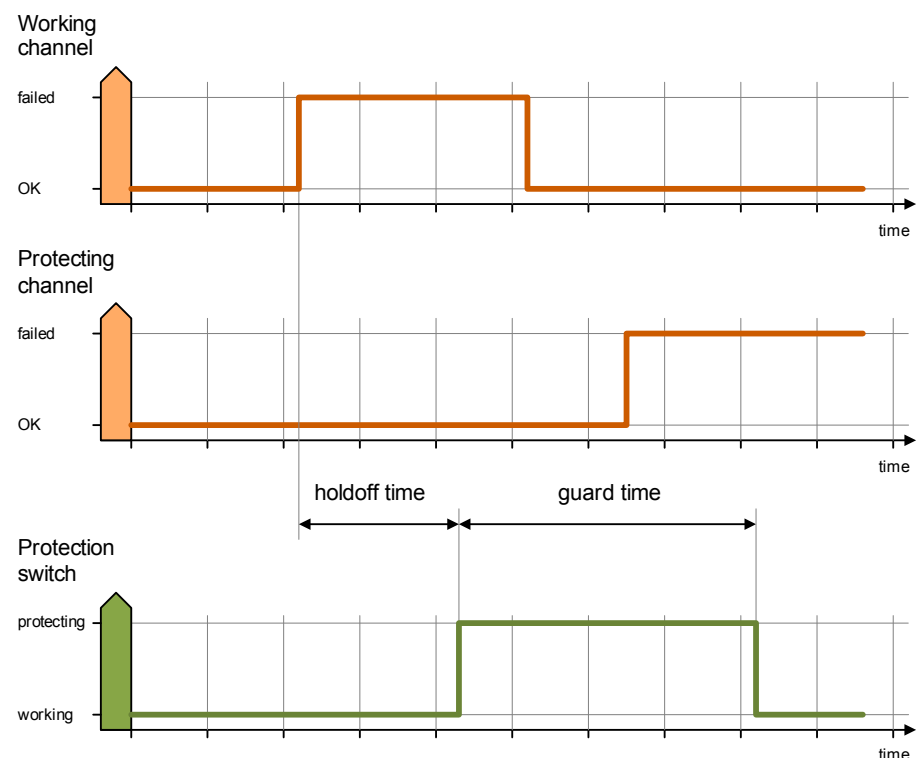 Working
channel
failed
OK
time
Protecting
channel
failed
OK
time
holdoff time
guard time
Protection
switch
protecting
working
time